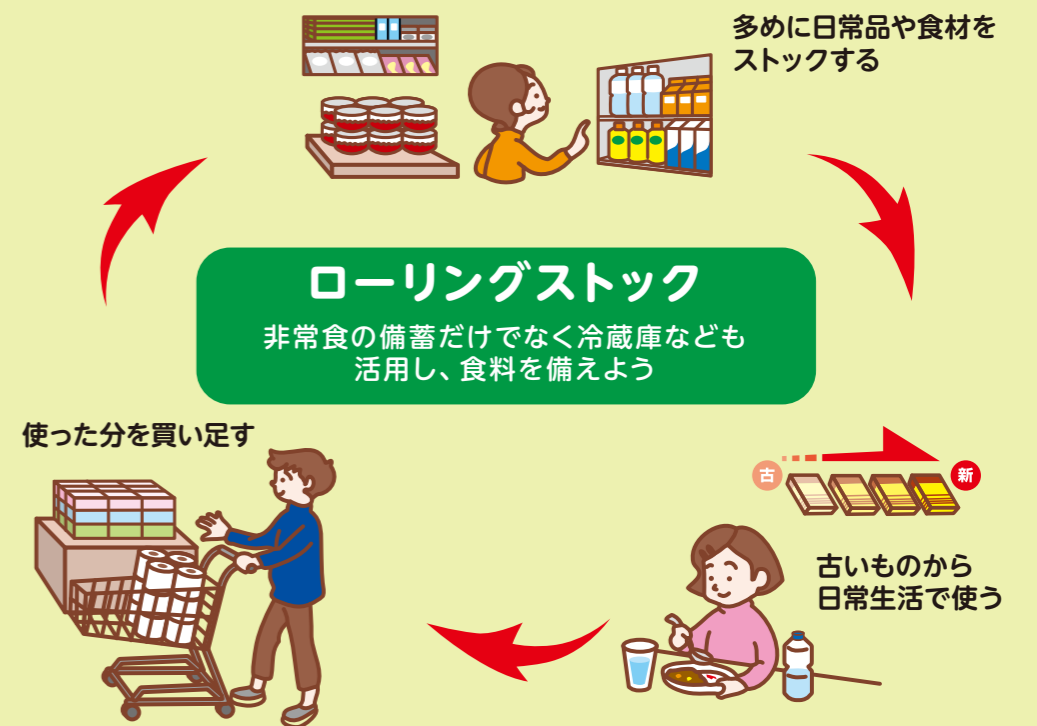 多めに日常品や食材を
ストックする
ローリングストック
非常食の備蓄だけでなく冷蔵庫なども
活用し、食料を備えよう
使った分を買い足す
古
新
古いものから
日常生活で使う